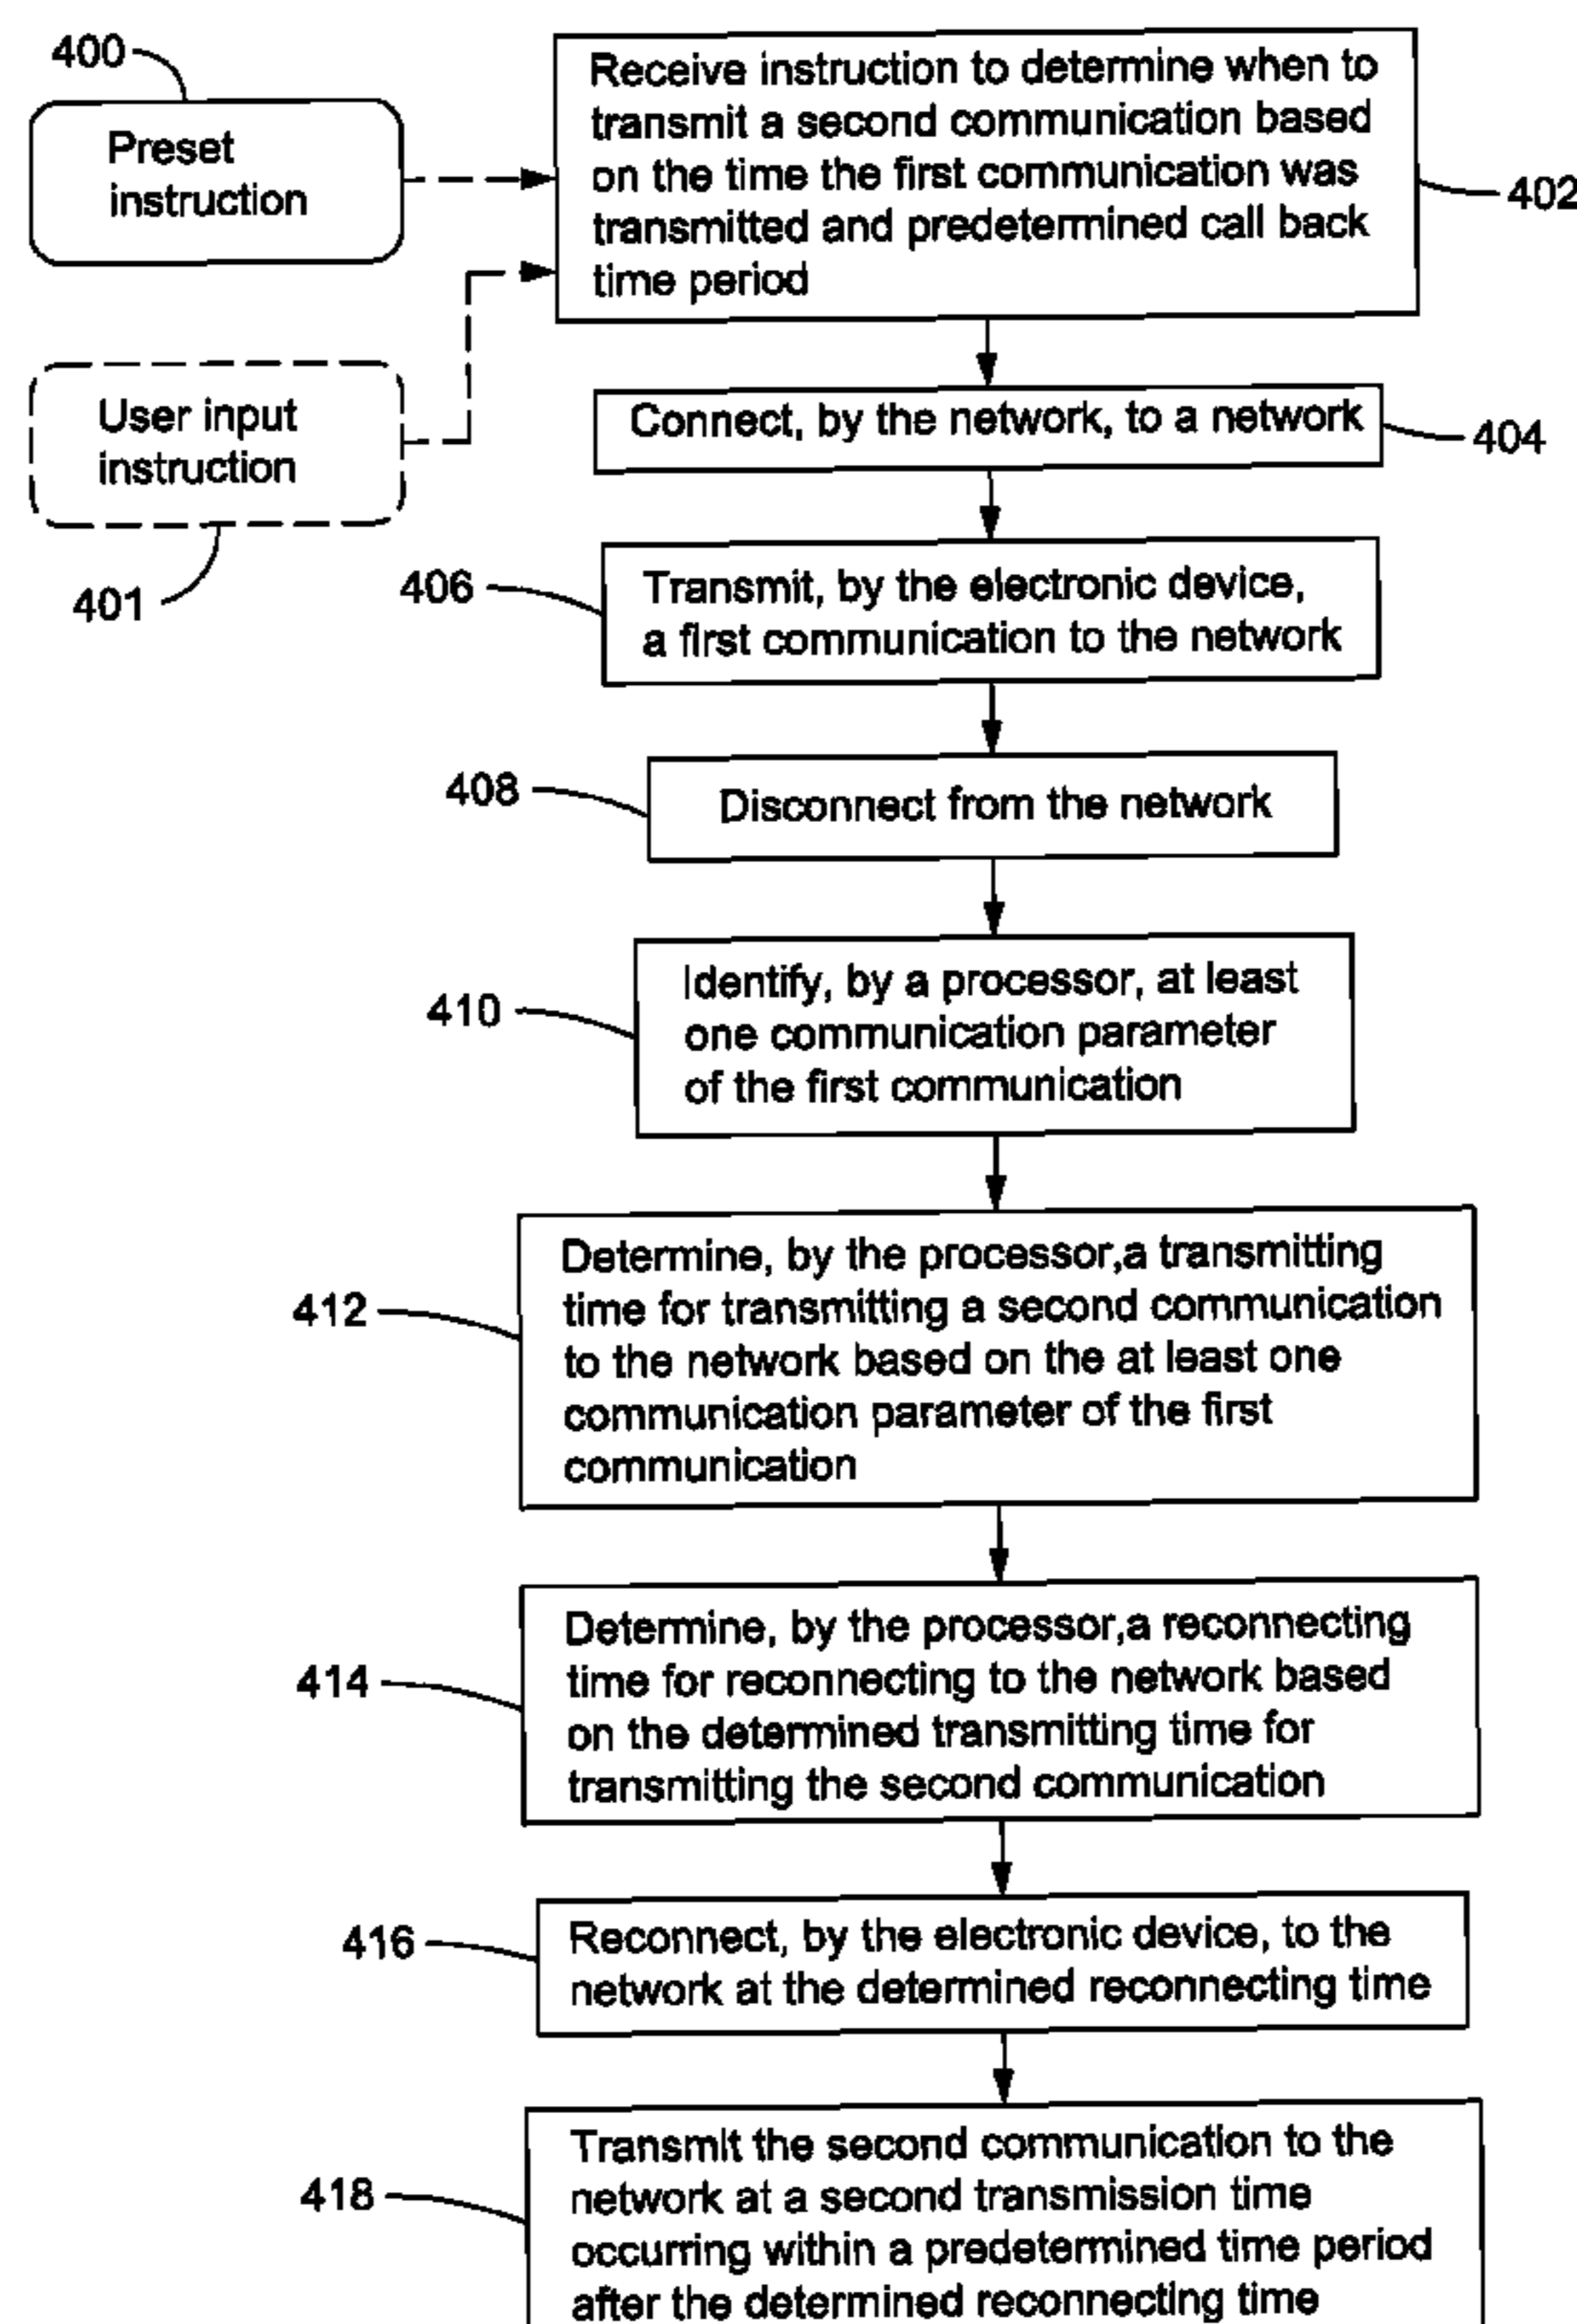 400
Preset
instruction
Receive instruction to determine when to
transmit a second communication based
on the time the first communication was
transmitted and predetermined call back
time period
402
User input
instruction
401
Connect, by the network, to a network
404
406
Transmit, by the electronic device,
a first communication to the network
408
Disconnect from the network
410
Identify, by a processor, at least
one communication parameter
of the first communication
412
Determine, by the processor,a transmitting
time for transmitting a second communication
to the network based on the at least one
communication parameter of the first
communication
414
Determine, by the processor,a reconnecting
time for reconnecting to the network based
on the determined transmitting time for
transmitting the second communication
416
Reconnect, by the electronic device, to the
network at the determined reconnecting time
418
Transmit the second communication to the
network at a second transmission time
occurring within a predetermined time period
after the determined reconnecting time